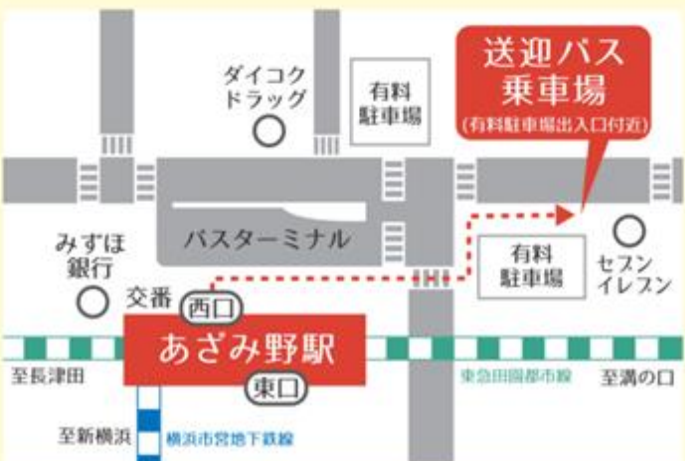 送迎バス
乗車場
(有料駐車場出入口付近)
ダイコク
ドラッグ
有料
駐車場
バスターミナル
みずほ
銀行
有料
駐車場
セブン
イレブン
交番
西口
あざみ野駅
東口
至長津田
東急田園都市線
至溝の口
至新横浜
横浜市営地下鉄線